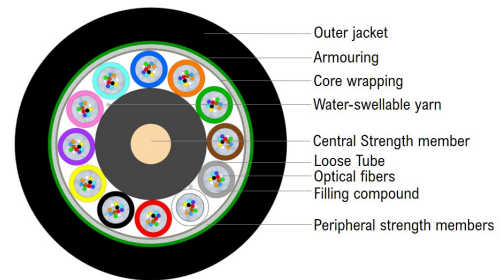 Outer jacket
Armouring
Core wrapping
Water-swellable yarn
Central Strength member
Loose Tube
Optical fibers
Filling compound
Peripheral strength members